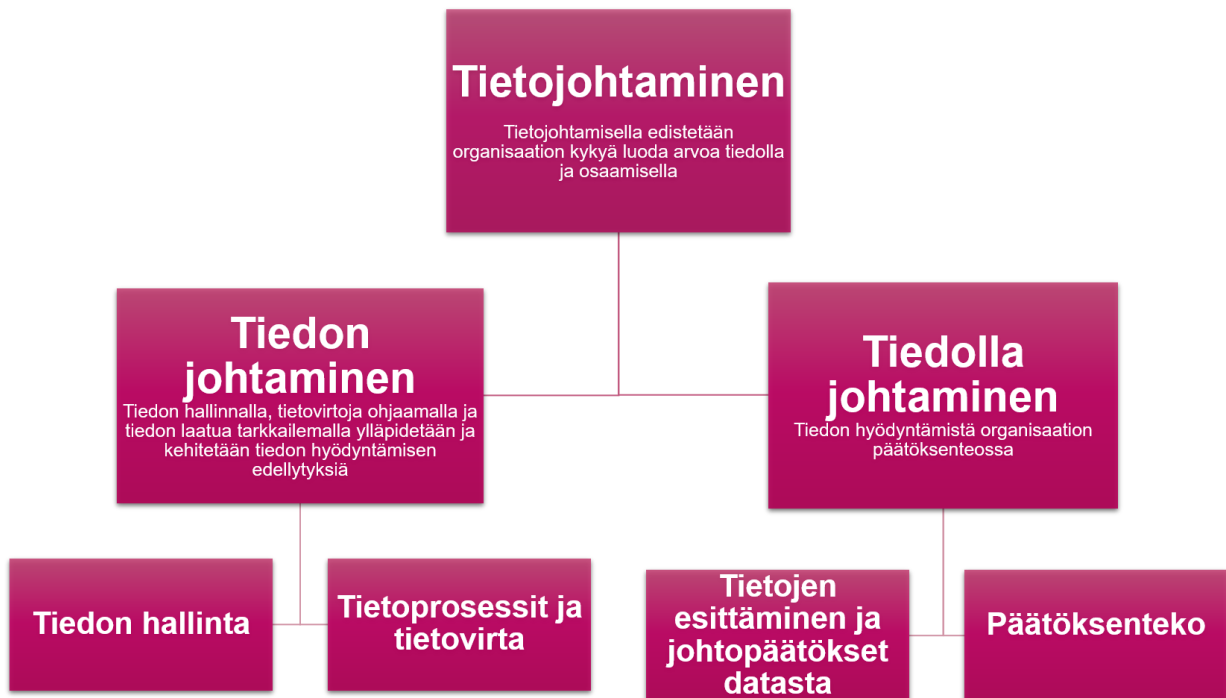 Tietojohtaminen
Tietojohtamisella edistetään
organisaation kykyä luoda arvoa tiedolla
ja osaamisella
Tiedon
johtaminen
Tiedon hallinnalla, tietovirtoja ohjaamalla ja
tiedon laatua tarkkailemalla ylläpidetään ja
kehitetään tiedon hyödyntämisen
edellytyksiä
Tiedolla
johtaminen
Tiedon hyödyntämistä organisaation
päätöksenteossa
Tiedon hallinta
Tietoprosessit ja
tietovirta
Tietojen
esittäminen ja
johtopäätökset
datasta
Päätöksenteko